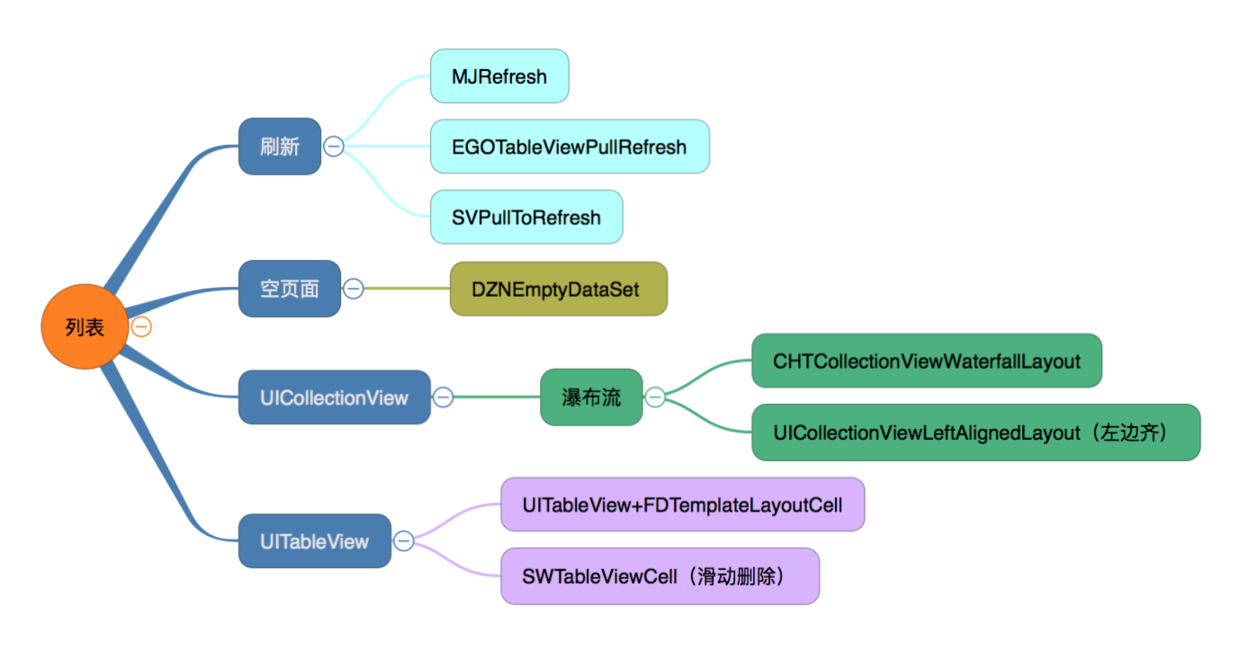 列表
刷新
MJRefresh
EGOTableViewPullRefresh
SVPullToRefresh
空页面
DZNEmptyDataSet
UICollectionView
瀑布流
CHTCollectionViewWaterfallLayout
UICollectionViewLeftAlignedLayout（左边齐）
UITableView
UITableView+FDTemplateLayoutCell
SWTableViewCell（滑动删除）